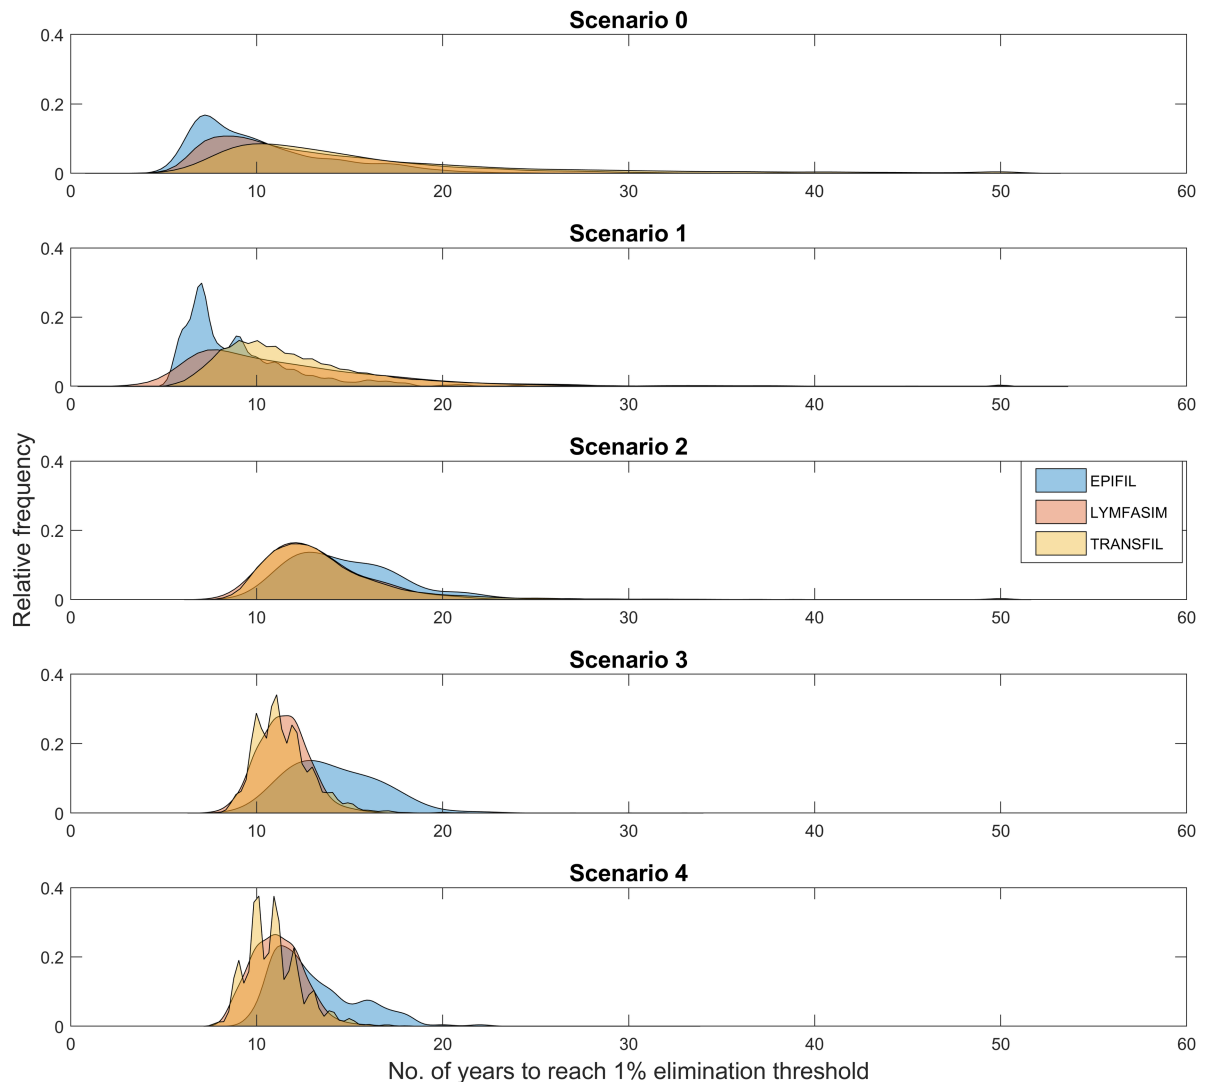 Scenario 0
0.4
0.2
0
0 10 20 30 40 50 60
Scenario 1
0.4
0.2
0
0 10 20 30 40 50 60
Scenario 2
0.4
0.2
0
0 10 20 30 40 50 60
EPIFIL
LYMFASIM
TRANSFIL
Relative frequency
Scenario 3
0.4
0.2
0
0 10 20 30 40 50 60
Scenario 4
0.4
0.2
0
0 10 20 30 40 50 60
No. of years to reach 1% elimination threshold